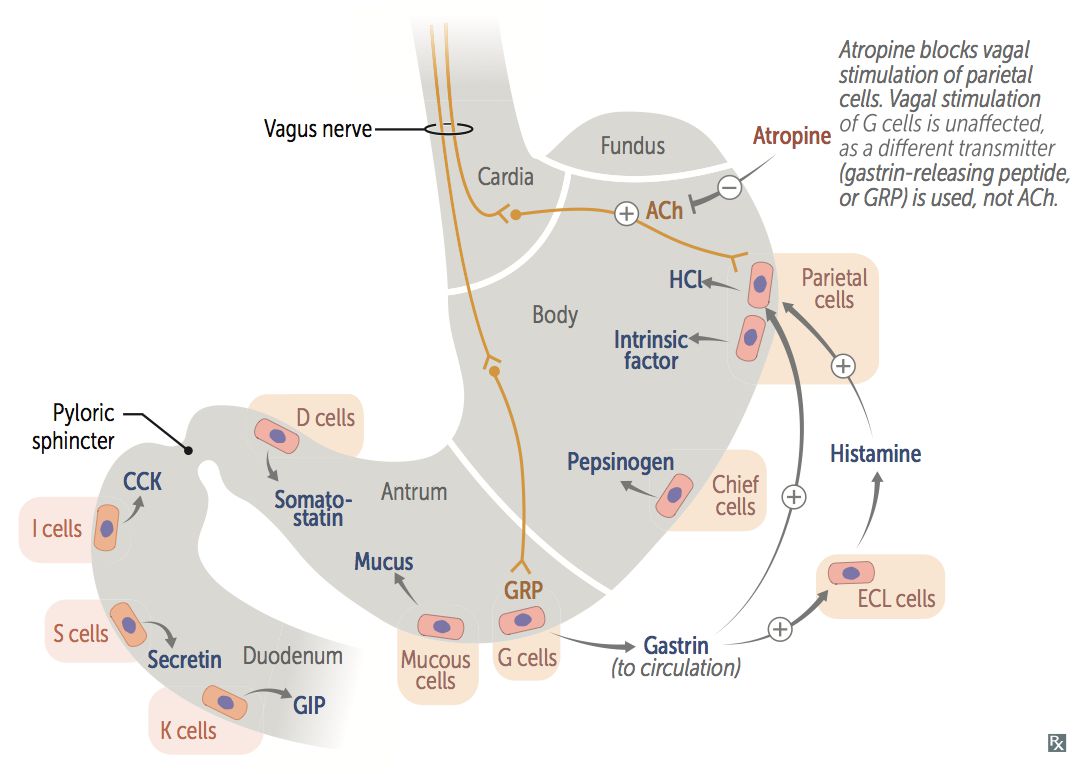 Atropine blocks vagal
stimulation of parietal
cells. Vagal stimulation
of G cells is unaffected,
as a different transmitter
(gastrin-releasing peptide,
or GRP) is used, not ACh.
Vagus nerve
Fundus
Atropine
Cardia
−
+
ACh
HCl
Parietal
cells
Body
Intrinsic
factor
+
Pyloric
sphincter
D cells
Histamine
Pepsinogen
CCK
Antrum
Chief
cells
Somato-
statin
+
I cells
Mucus
GRP
ECL cells
S cells
+
Secretin
Duodenum
Mucous
cells
G cells
Gastrin
(to circulation)
GIP
K cells
Rx